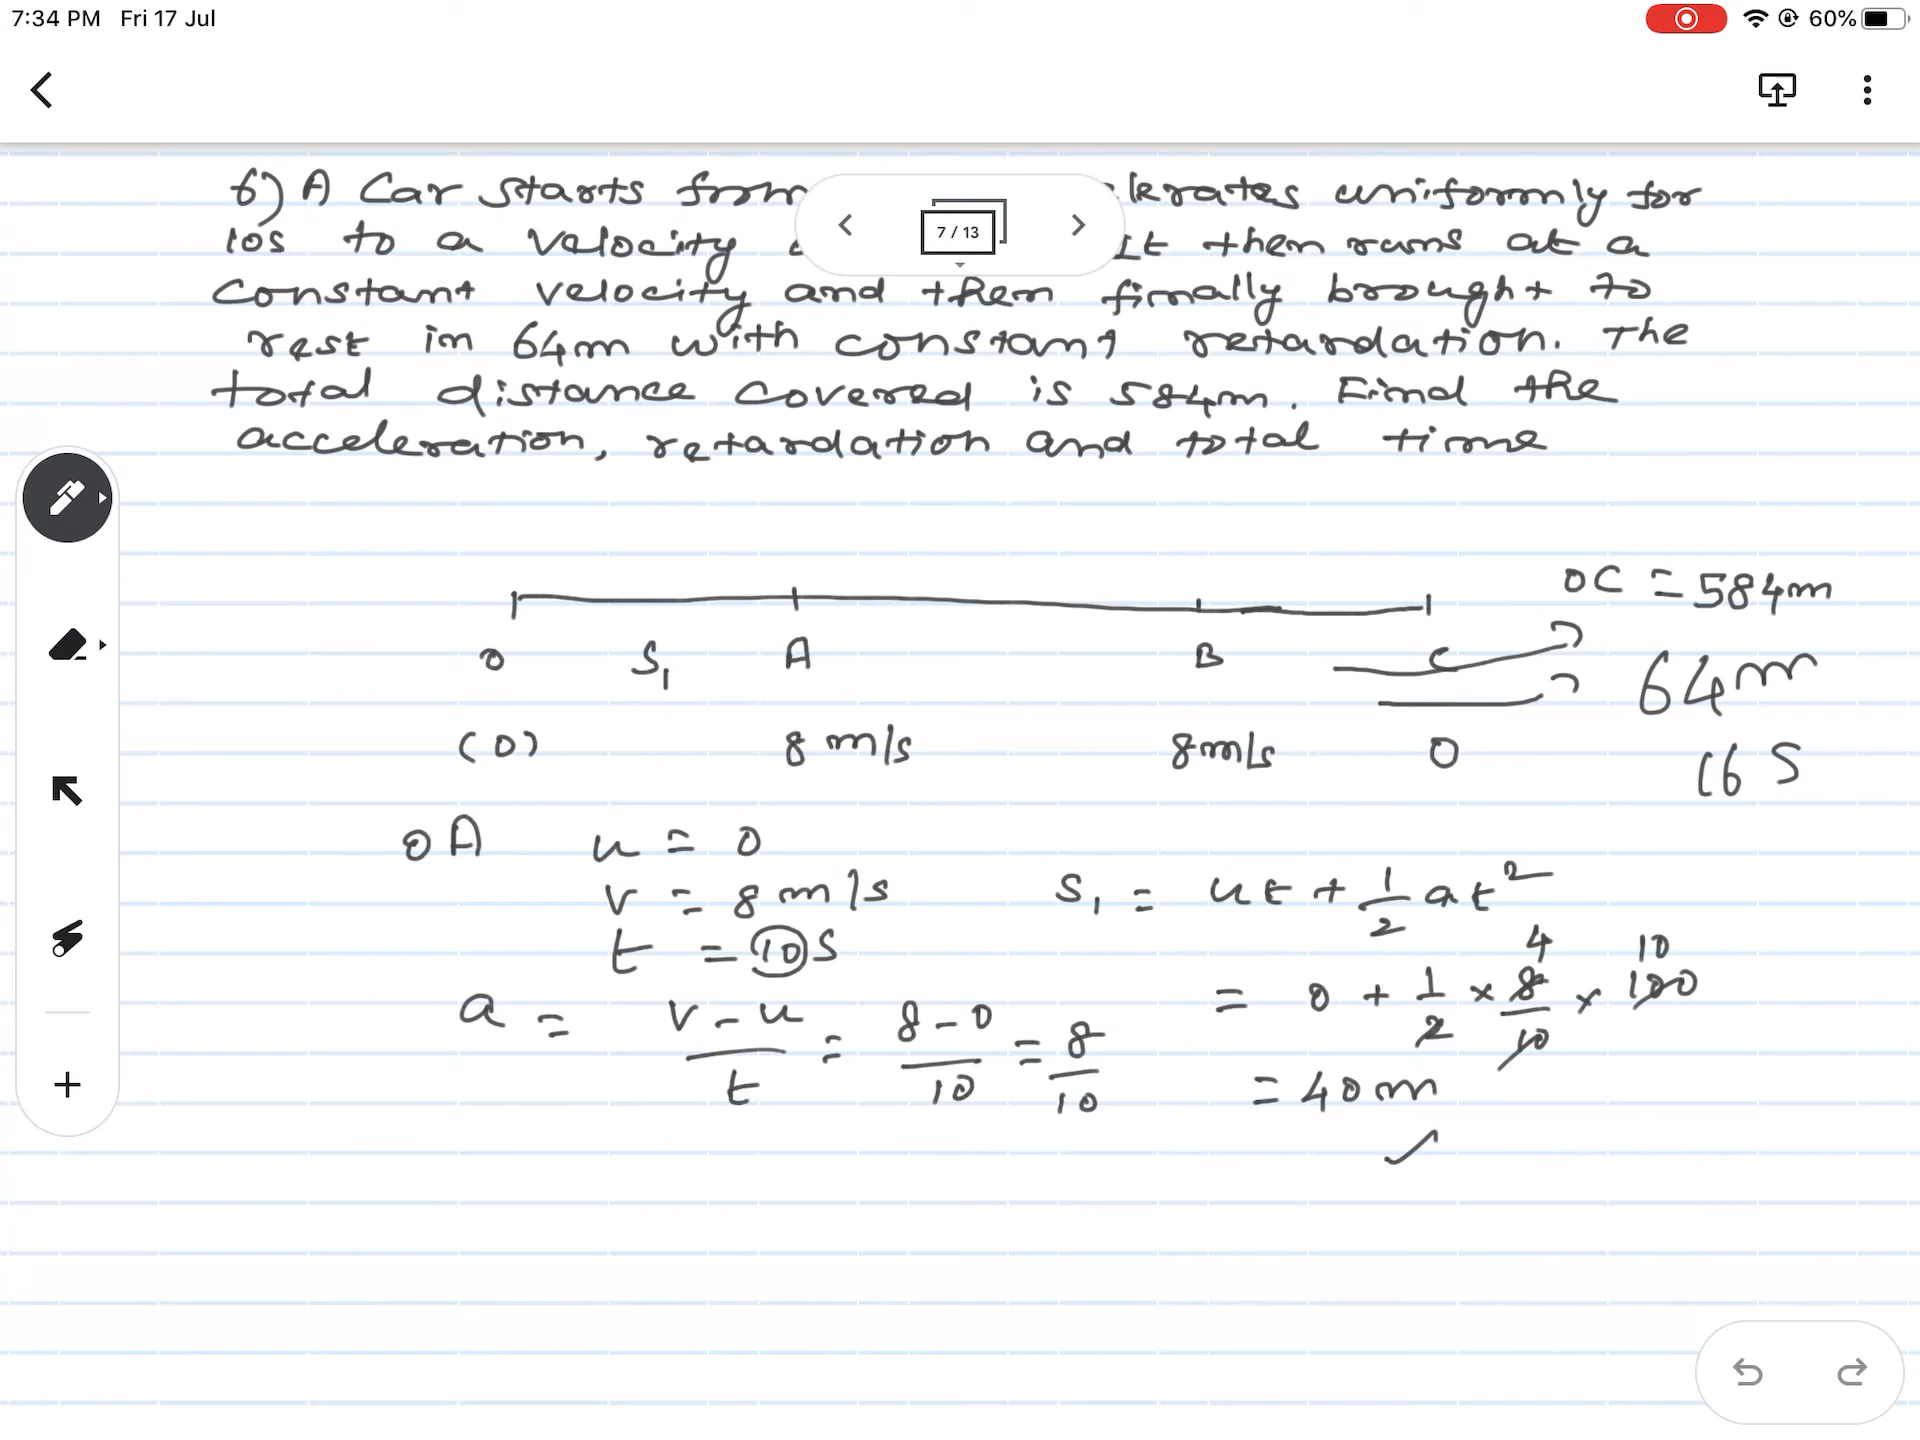 7:34 PM Fri 17 Jul
60%
6) A Car starts from lerates uniformly for
7 / 13
10s to a velocity It then runs at a
constant velocity and then finally brought to
rest in 64m with constant retardation. The
total distance covered is 584m. Find the
acceleration, retardation and total time
OC = 584m
O S₁ A B C
64m
(0) 8 m/s 8m/s 0
16 S
OA u = 0
v = 8 m/s S₁ = ut + 1/2 at²
t = 10 S
4 10
= 0 + 1/2 × 8/10 × 100
a = v - u / t = 8 - 0 / 10 = 8 / 10
= 40 m